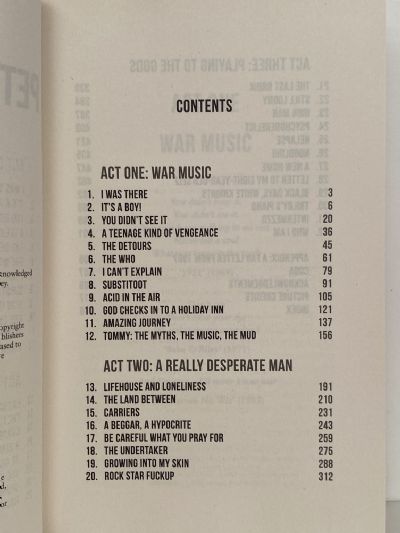 CONTENTS
ACT ONE: WAR MUSIC
1. I WAS THERE 3
2. IT'S A BOY! 6
3. YOU DIDN'T SEE IT 20
4. A TEENAGE KIND OF VENGEANCE 36
5. THE DETOURS 45
6. THE WHO 61
7. I CAN'T EXPLAIN 79
8. SUBSTITOOT 91
9. ACID IN THE AIR 105
10. GOD CHECKS IN TO A HOLIDAY INN 121
11. AMAZING JOURNEY 137
12. TOMMY: THE MYTHS, THE MUSIC, THE MUD 156
ACT TWO: A REALLY DESPERATE MAN
13. LIFEHOUSE AND LONELINESS 191
14. THE LAND BETWEEN 210
15. CARRIERS 231
16. A BEGGAR, A HYPOCRITE 243
17. BE CAREFUL WHAT YOU PRAY FOR 259
18. THE UNDERTAKER 275
19. GROWING INTO MY SKIN 288
20. ROCK STAR FUCKUP 312